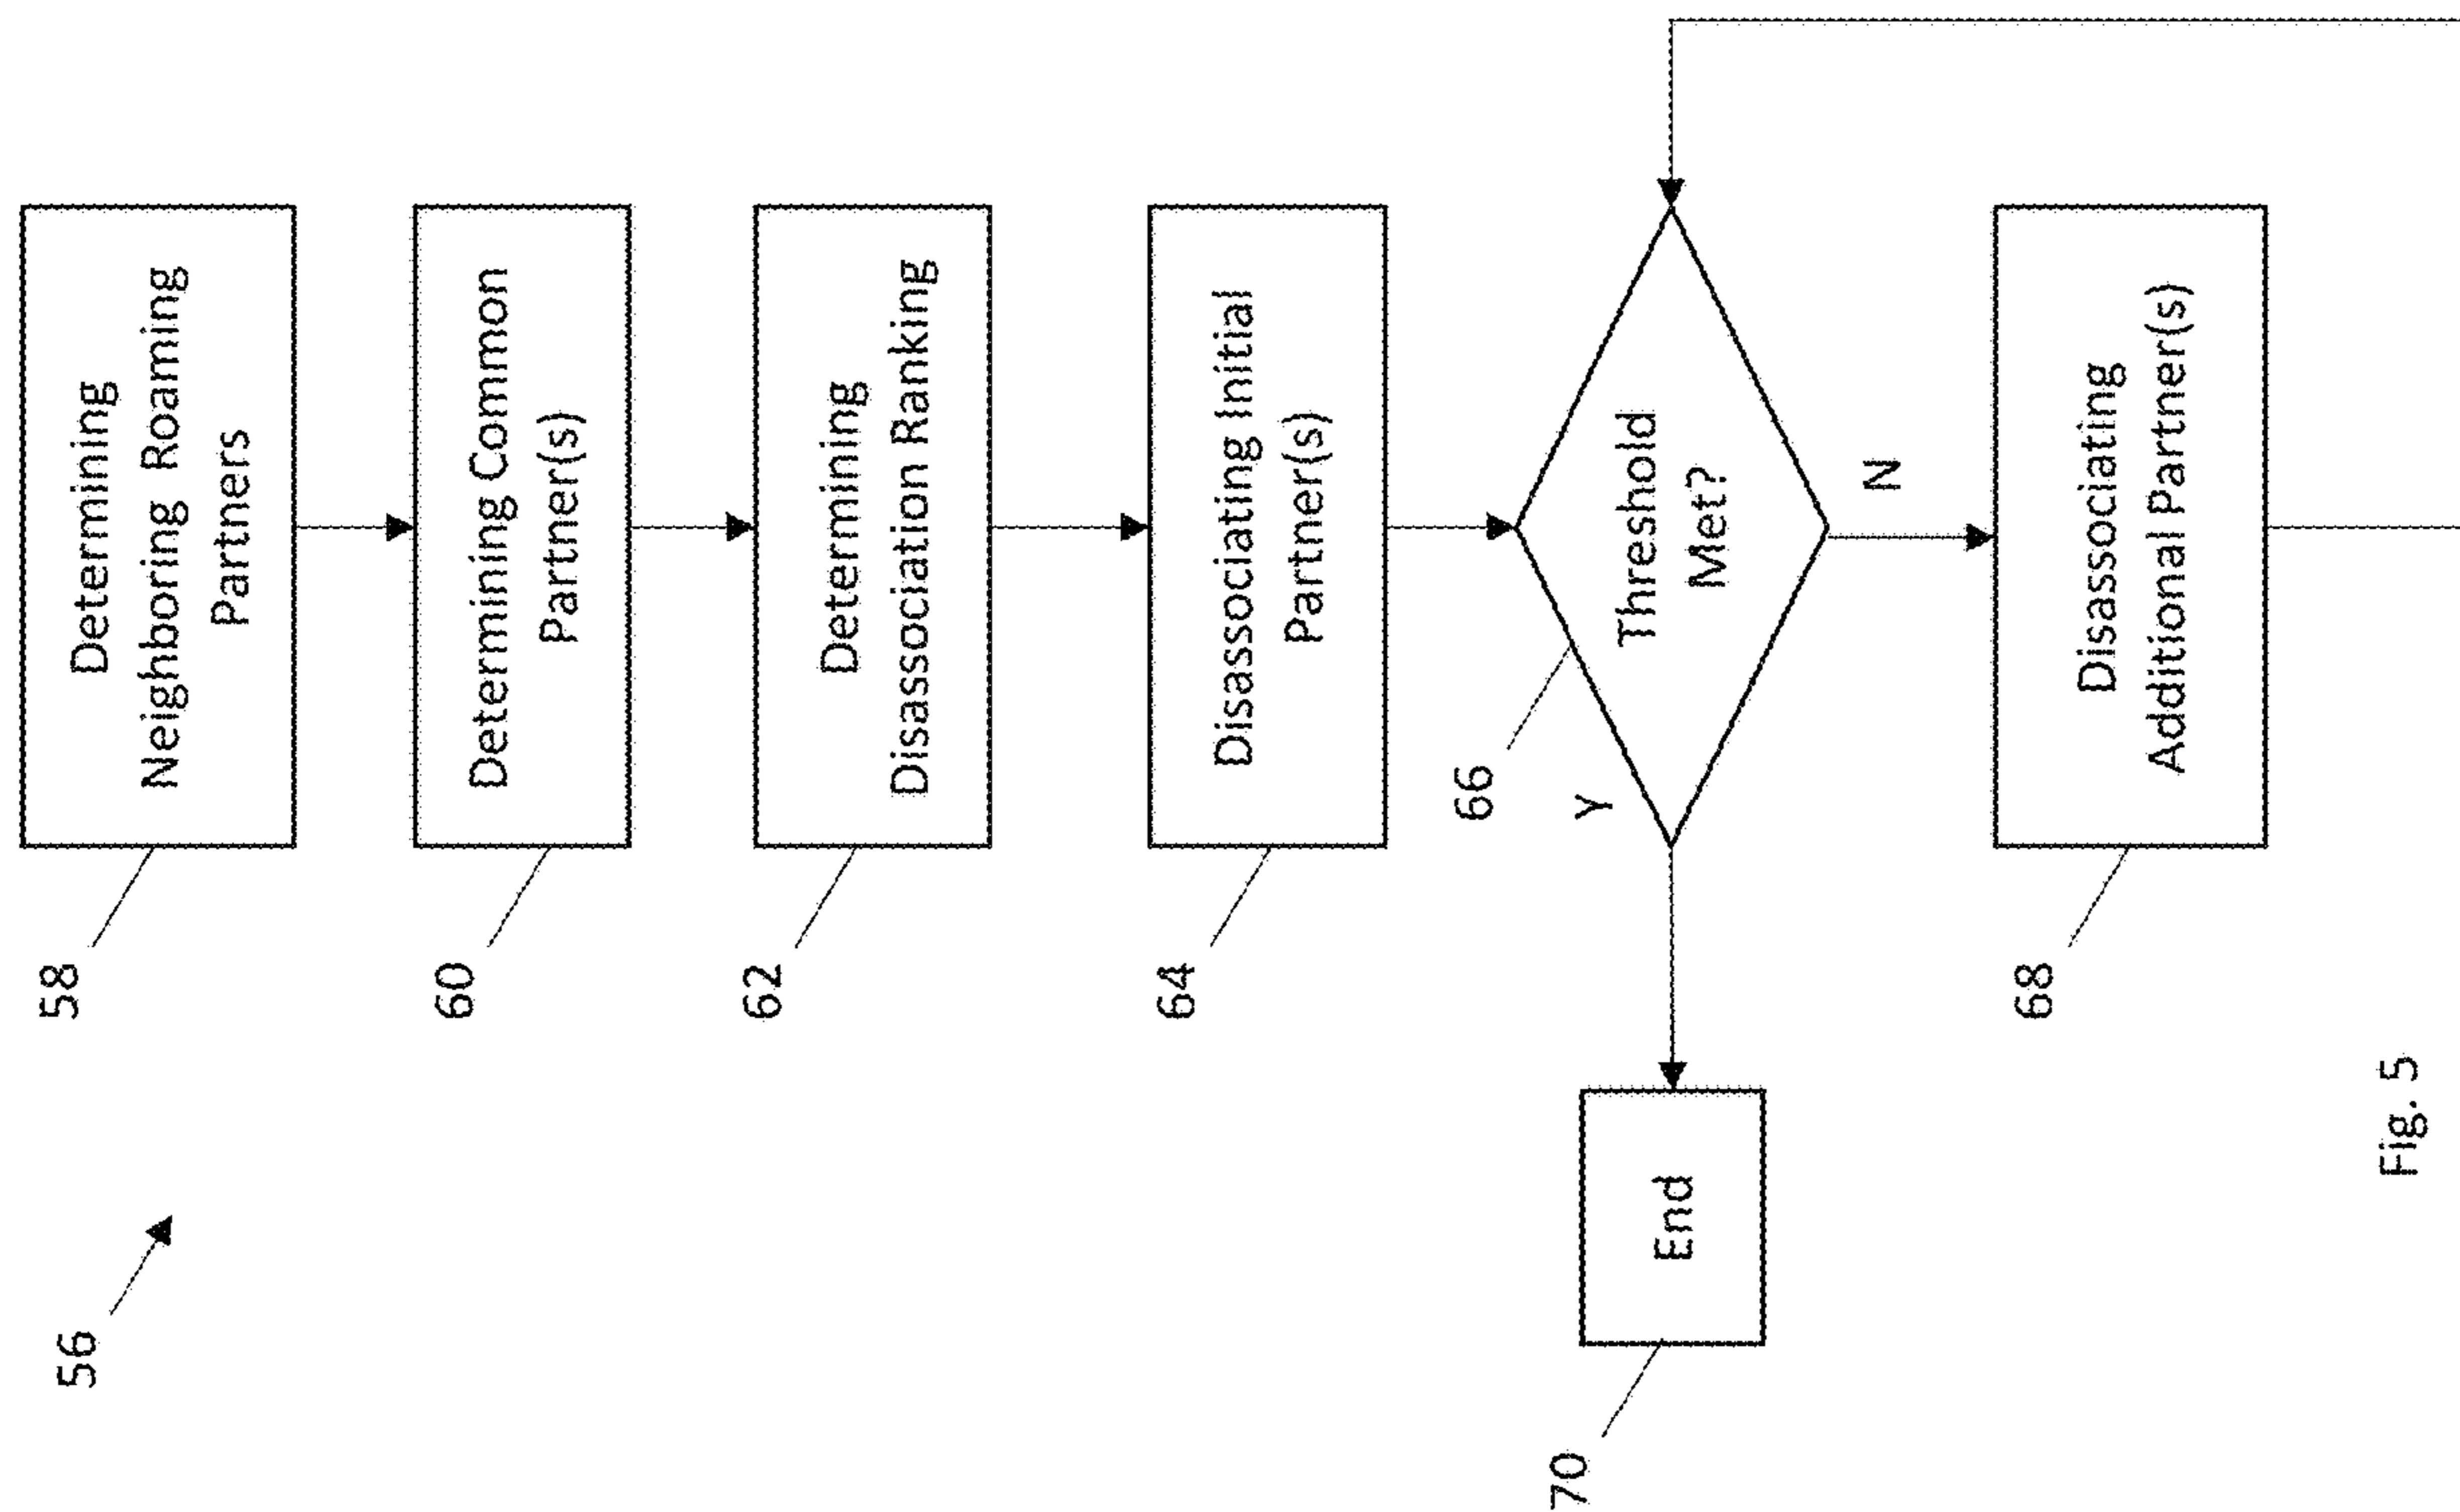 56
58
Determining
Neighboring Roaming
Partners
60
Determining Common
Partner(s)
62
Determining
Disassociation Ranking
64
Disassociating Initial
Partner(s)
66
Threshold
Met?
Y
N
70
End
68
Disassociating
Additional Partner(s)
Fig. 5